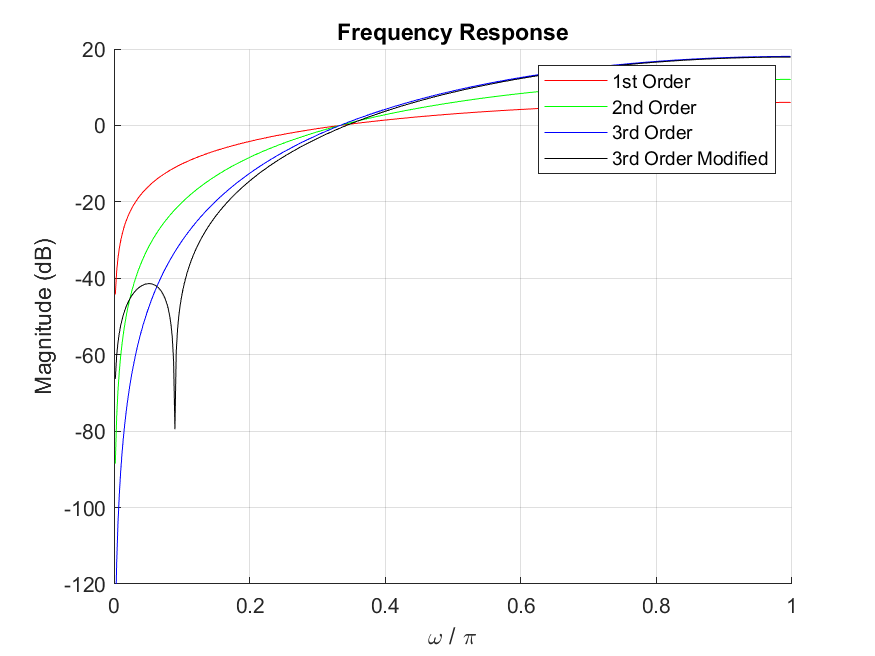 Frequency Response
20
0
-20
-40
-60
-80
-100
-120
Magnitude (dB)
1st Order
2nd Order
3rd Order
3rd Order Modified
0 0.2 0.4 0.6 0.8 1
ω / π